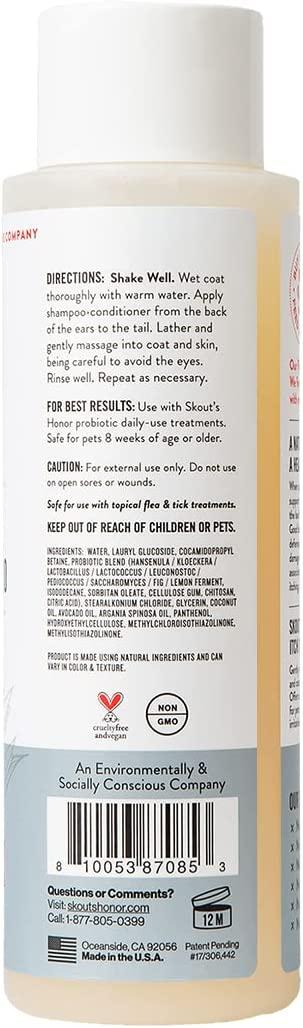 COMPANY
DIRECTIONS: Shake Well. Wet coat
thoroughly with warm water. Apply
shampoo-conditioner from the back
of the ears to the tail. Lather and
gently massage into coat and skin,
being careful to avoid the eyes.
Rinse well. Repeat as necessary.
FOR BEST RESULTS: Use with Skout's
Honor probiotic daily-use treatments.
Safe for pets 8 weeks of age or older.
CAUTION: For external use only. Do not use
on open sores or wounds.
Safe for use with topical flea & tick treatments.
KEEP OUT OF REACH OF CHILDREN OR PETS.
INGREDIENTS: WATER, LAURYL GLUCOSIDE, COCAMIDOPROPYL
BETAINE, PROBIOTIC BLEND (HANSENULA / KLOECKERA /
LACTOBACILLUS / LACTOCOCCUS / LEUCONOSTOC /
PEDIOCOCCUS / SACCHAROMYCES / FIG / LEMON FERMENT,
ISODODECANE, SORBITAN OLEATE, CELLULOSE GUM, CHITOSAN,
CITRIC ACID), STEARALKONIUM CHLORIDE, GLYCERIN, COCONUT
OIL, AVOCADO OIL, ARGANIA SPINOSA OIL, PANTHENOL,
HYDROXYETHYLCELLULOSE, METHYLCHLOROISOTHIAZOLINONE,
METHYLISOTHIAZOLINONE.
PRODUCT IS MADE USING NATURAL INGREDIENTS AND CAN
VARY IN COLOR & TEXTURE.
crueltyfree
andvegan
NON
GMO
An Environmentally &
Socially Conscious Company
8 10053 87085 3
Questions or Comments?
Visit: skoutshonor.com
Call: 1-877-805-0399
12 M
Oceanside, CA 92056
Made in the U.S.A.
Patent Pending
#17/306,442